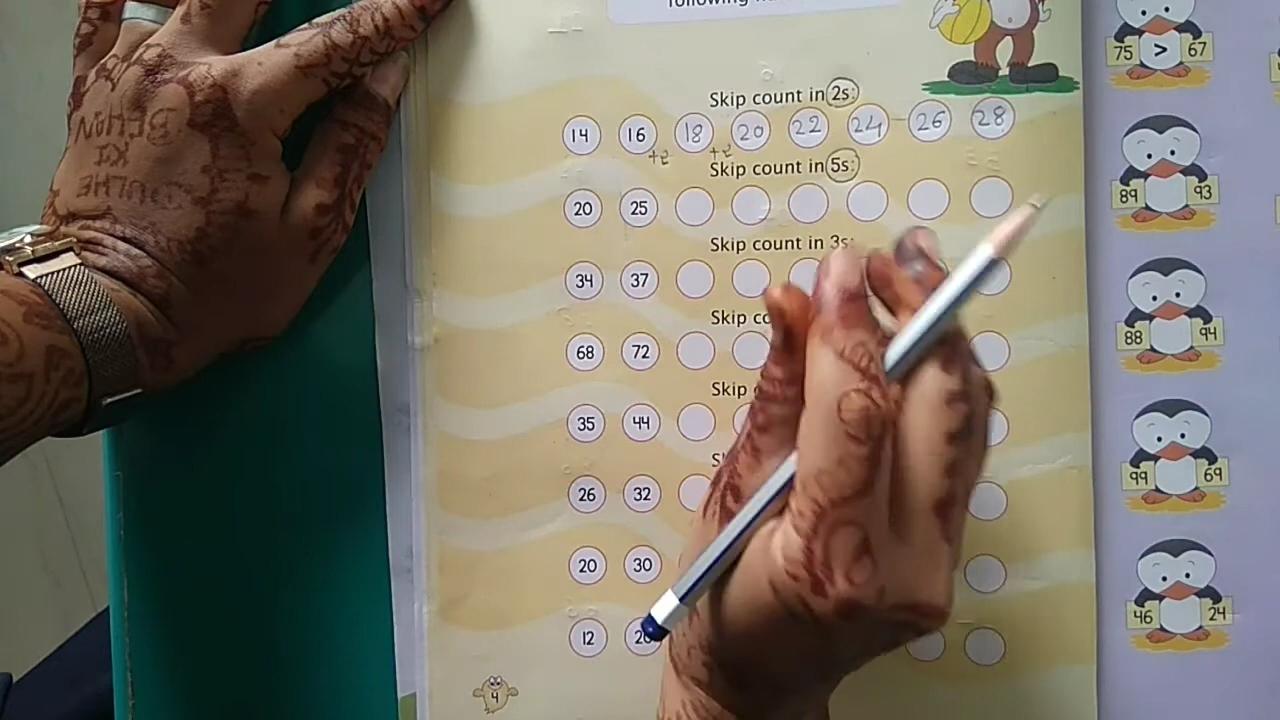 following
Skip count in 2s:
14 16 18 20 22 24 26 28
+2 +2
Skip count in 5s:
20 25
Skip count in 3s:
34 37
Skip
68 72
Skip
35 44
26 32
20 30
12
4
75 > 67
89 93
88 94
99 69
46 24
BEHAN
KI